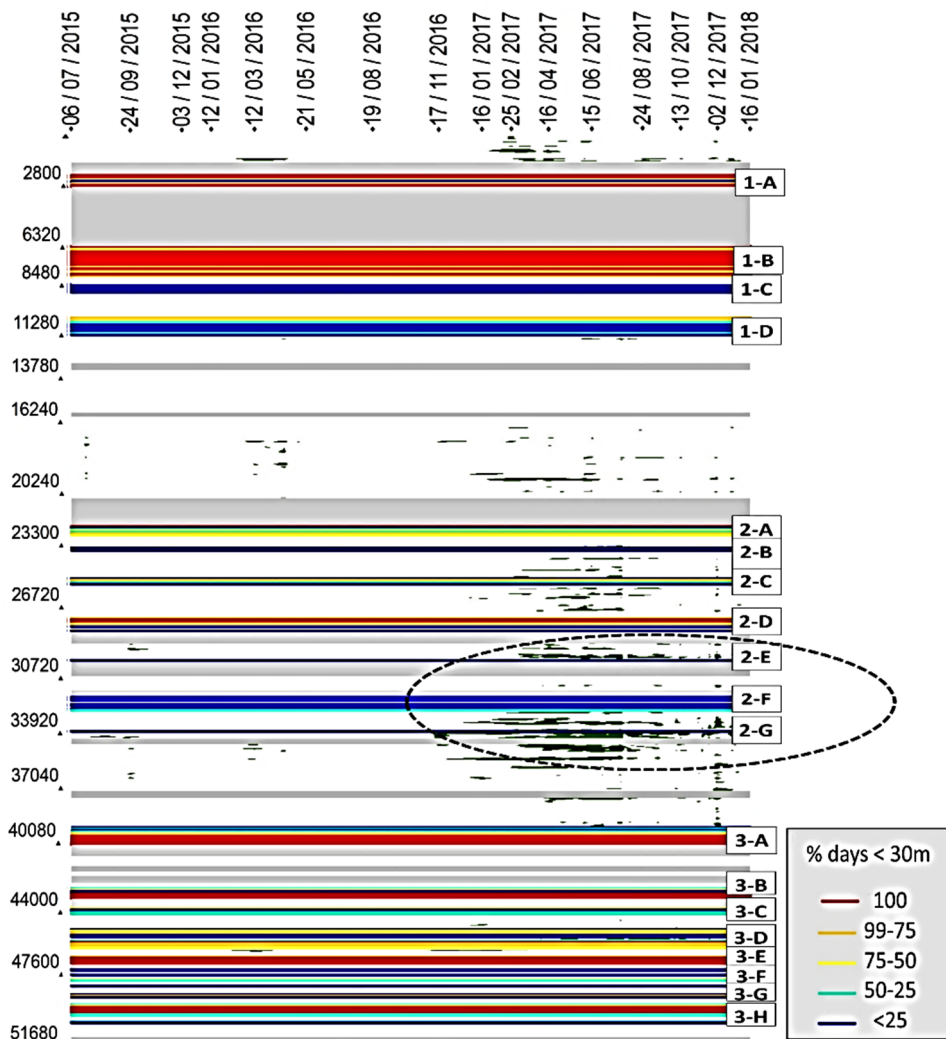 06 / 07 / 2015
24 / 09 / 2015
03 / 12 / 2015
12 / 01 / 2016
12 / 03 / 2016
21 / 05 / 2016
19 / 08 / 2016
17 / 11 / 2016
16 / 01 / 2017
25 / 02 / 2017
16 / 04 / 2017
15 / 06 / 2017
24 / 08 / 2017
13 / 10 / 2017
02 / 12 / 2017
16 / 01 / 2018
2800
1-A
6320
1-B
8480
1-C
11280
1-D
13780
16240
20240
23300
2-A
2-B
2-C
26720
2-D
2-E
30720
2-F
33920
2-G
37040
40080
3-A
3-B
44000
3-C
3-D
3-E
47600
3-F
3-G
3-H
51680
% days < 30m
100
99-75
75-50
50-25
<25